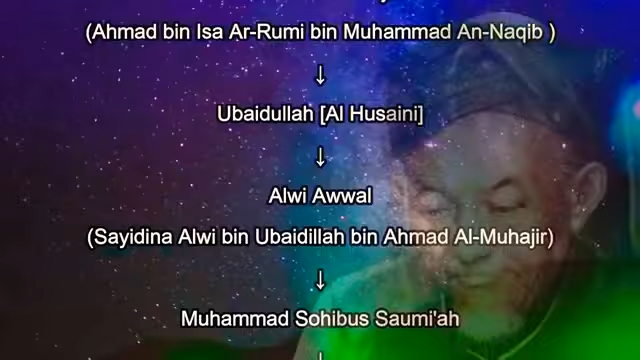 (Ahmad bin Isa Ar-Rumi bin Muhammad An-Naqib )
↓
Ubaidullah [Al Husaini]
↓
Alwi Awwal
(Sayidina Alwi bin Ubaidillah bin Ahmad Al-Muhajir)
↓
Muhammad Sohibus Saumi'ah